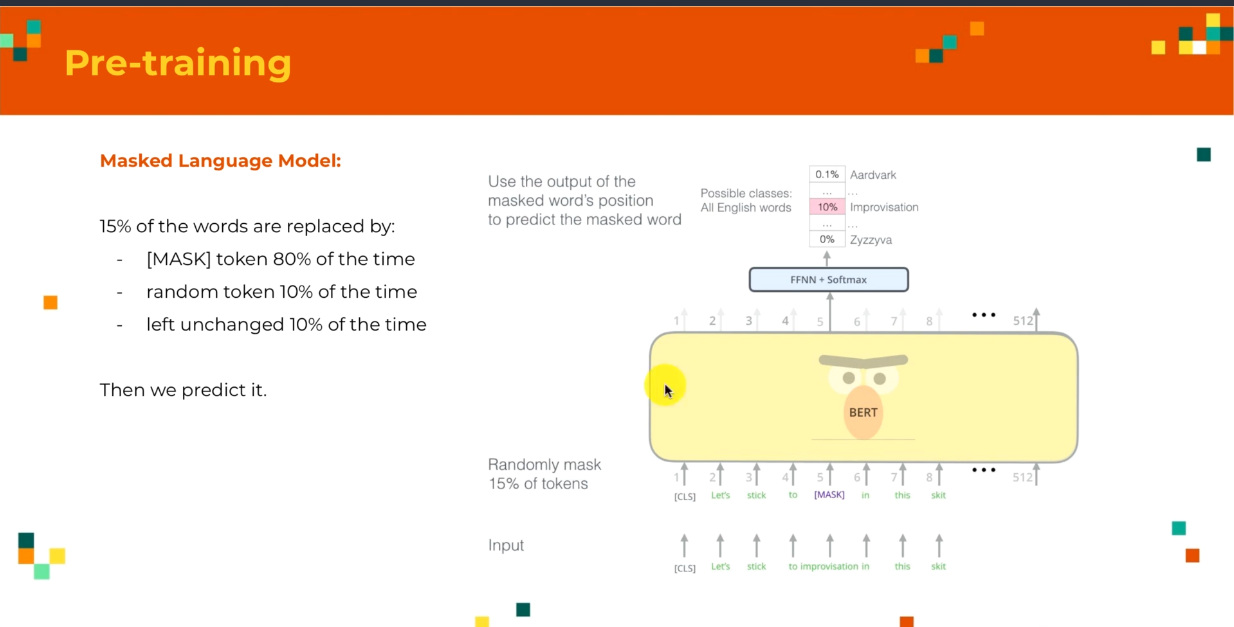 Pre-training
Masked Language Model:
15% of the words are replaced by:
- [MASK] token 80% of the time
- random token 10% of the time
- left unchanged 10% of the time
Then we predict it.
Use the output of the
masked word's position
to predict the masked word
Possible classes:
All English words
0.1% Aardvark
... ...
10% Improvisation
... ...
0% Zyzzyva
FFNN + Softmax
1 2 3 4 5 6 7 8 ... 512
BERT
Randomly mask
15% of tokens
1 2 3 4 5 6 7 8 ... 512
[CLS] Let's stick to [MASK] in this skit
Input
[CLS] Let's stick to improvisation in this skit